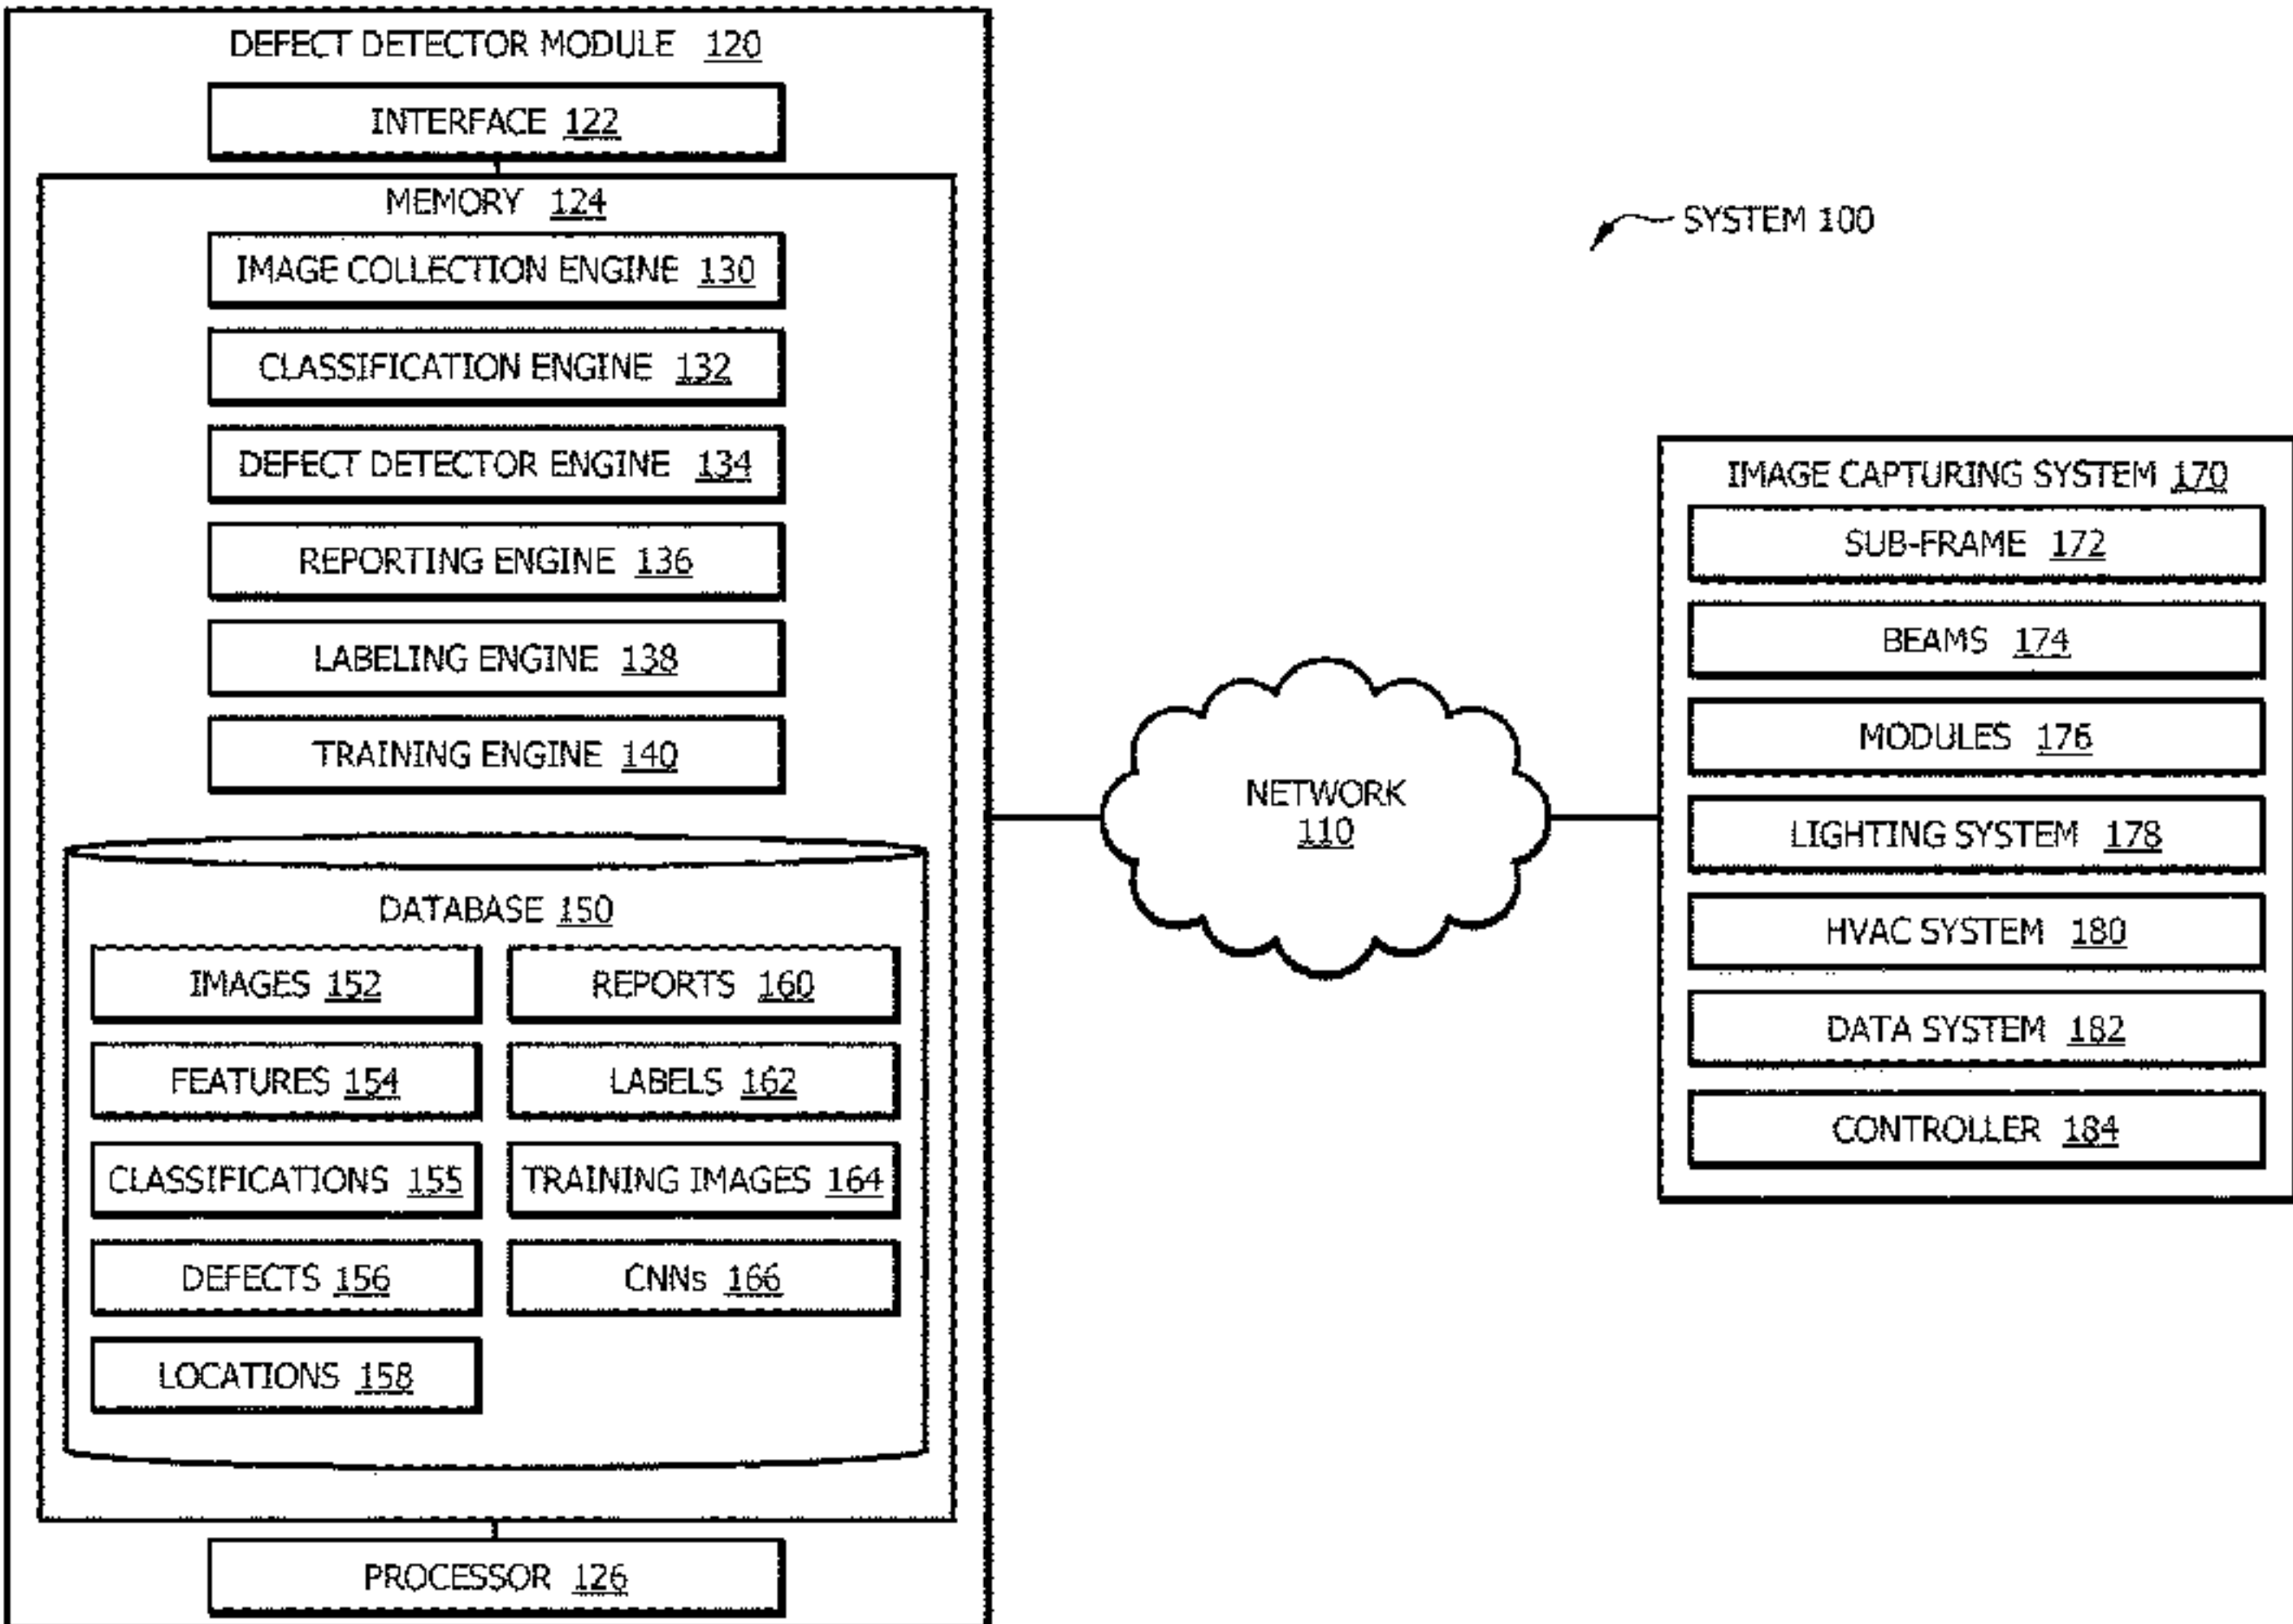 DEFECT DETECTOR MODULE 120
INTERFACE 122
MEMORY 124
IMAGE COLLECTION ENGINE 130
CLASSIFICATION ENGINE 132
DEFECT DETECTOR ENGINE 134
REPORTING ENGINE 136
LABELING ENGINE 138
TRAINING ENGINE 140
DATABASE 150
IMAGES 152
FEATURES 154
CLASSIFICATIONS 155
DEFECTS 156
LOCATIONS 158
REPORTS 160
LABELS 162
TRAINING IMAGES 164
CNNs 166
PROCESSOR 126
NETWORK
110
SYSTEM 100
IMAGE CAPTURING SYSTEM 170
SUB-FRAME 172
BEAMS 174
MODULES 176
LIGHTING SYSTEM 178
HVAC SYSTEM 180
DATA SYSTEM 182
CONTROLLER 184